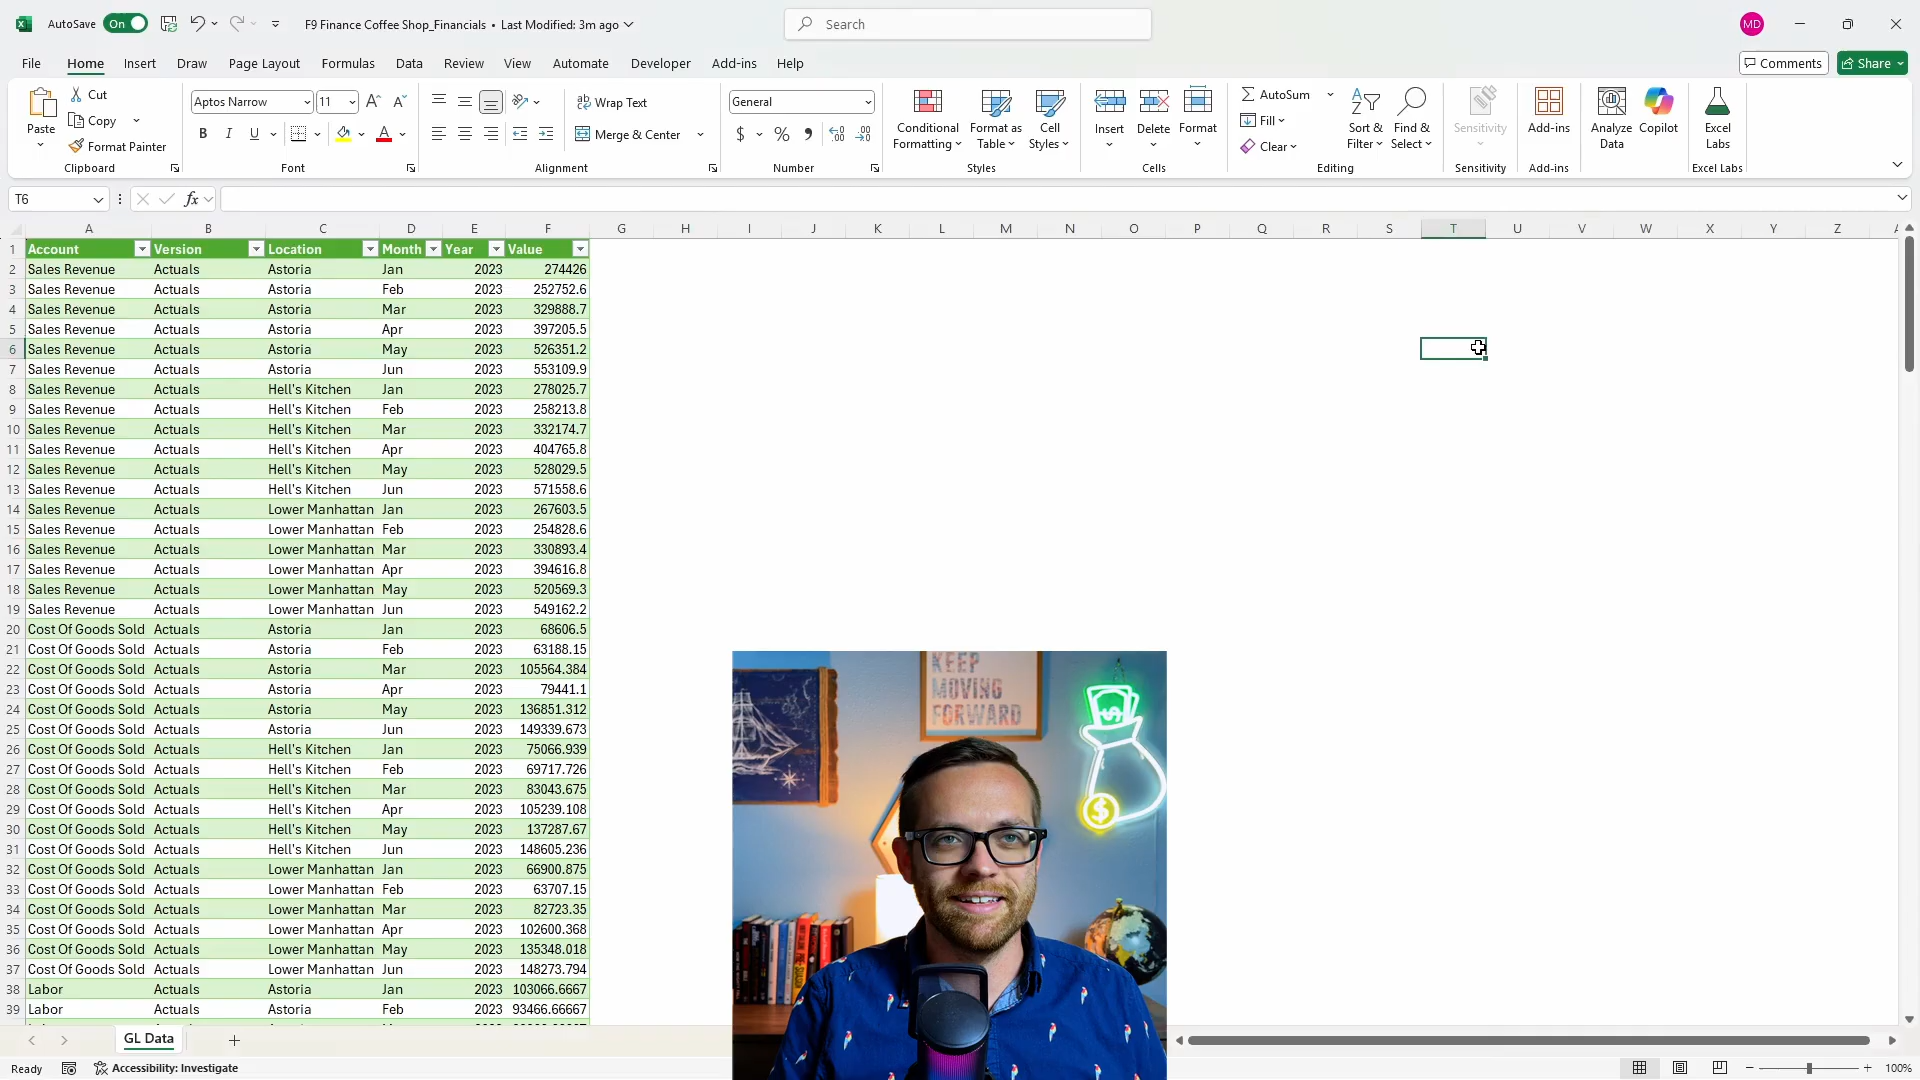 AutoSave On F9 Finance Coffee Shop_Financials • Last Modified: 3m ago Search MD
File Home Insert Draw Page Layout Formulas Data Review View Automate Developer Add-ins Help Comments Share
Paste Cut Copy Format Painter Clipboard
Aptos Narrow 11 B I U A Font
Wrap Text Merge & Center Alignment
General $ % Number
Conditional Formatting Format as Table Cell Styles Styles
Insert Delete Format Cells
AutoSum Fill Clear Sort & Filter Find & Select Editing
Sensitivity Sensitivity
Add-ins Add-ins
Analyze Data Copilot
Excel Labs Excel Labs
T6 fx
A B C D E F G H I J K L M N O P Q R S T U V W X Y Z
1 Account Version Location Month Year Value
2 Sales Revenue Actuals Astoria Jan 2023 274426
3 Sales Revenue Actuals Astoria Feb 2023 252752.6
4 Sales Revenue Actuals Astoria Mar 2023 329888.7
5 Sales Revenue Actuals Astoria Apr 2023 397205.5
6 Sales Revenue Actuals Astoria May 2023 526351.2
7 Sales Revenue Actuals Astoria Jun 2023 553109.9
8 Sales Revenue Actuals Hell's Kitchen Jan 2023 278025.7
9 Sales Revenue Actuals Hell's Kitchen Feb 2023 258213.8
10 Sales Revenue Actuals Hell's Kitchen Mar 2023 332174.7
11 Sales Revenue Actuals Hell's Kitchen Apr 2023 404765.8
12 Sales Revenue Actuals Hell's Kitchen May 2023 528029.5
13 Sales Revenue Actuals Hell's Kitchen Jun 2023 571558.6
14 Sales Revenue Actuals Lower Manhattan Jan 2023 267603.5
15 Sales Revenue Actuals Lower Manhattan Feb 2023 254828.6
16 Sales Revenue Actuals Lower Manhattan Mar 2023 330893.4
17 Sales Revenue Actuals Lower Manhattan Apr 2023 394616.8
18 Sales Revenue Actuals Lower Manhattan May 2023 520569.3
19 Sales Revenue Actuals Lower Manhattan Jun 2023 549162.2
20 Cost Of Goods Sold Actuals Astoria Jan 2023 68606.5
21 Cost Of Goods Sold Actuals Astoria Feb 2023 63188.15
22 Cost Of Goods Sold Actuals Astoria Mar 2023 105564.384
23 Cost Of Goods Sold Actuals Astoria Apr 2023 79441.1
24 Cost Of Goods Sold Actuals Astoria May 2023 136851.312
25 Cost Of Goods Sold Actuals Astoria Jun 2023 149339.673
26 Cost Of Goods Sold Actuals Hell's Kitchen Jan 2023 75066.939
27 Cost Of Goods Sold Actuals Hell's Kitchen Feb 2023 69717.726
28 Cost Of Goods Sold Actuals Hell's Kitchen Mar 2023 83043.675
29 Cost Of Goods Sold Actuals Hell's Kitchen Apr 2023 105239.108
30 Cost Of Goods Sold Actuals Hell's Kitchen May 2023 137287.67
31 Cost Of Goods Sold Actuals Hell's Kitchen Jun 2023 148605.236
32 Cost Of Goods Sold Actuals Lower Manhattan Jan 2023 66900.875
33 Cost Of Goods Sold Actuals Lower Manhattan Feb 2023 63707.15
34 Cost Of Goods Sold Actuals Lower Manhattan Mar 2023 82723.35
35 Cost Of Goods Sold Actuals Lower Manhattan Apr 2023 102600.368
36 Cost Of Goods Sold Actuals Lower Manhattan May 2023 135348.018
37 Cost Of Goods Sold Actuals Lower Manhattan Jun 2023 148273.794
38 Labor Actuals Astoria Jan 2023 103066.6667
39 Labor Actuals Astoria Feb 2023 93466.66667
KEEP
MOVING
FORWARD
GL Data
Ready Accessibility: Investigate 100%